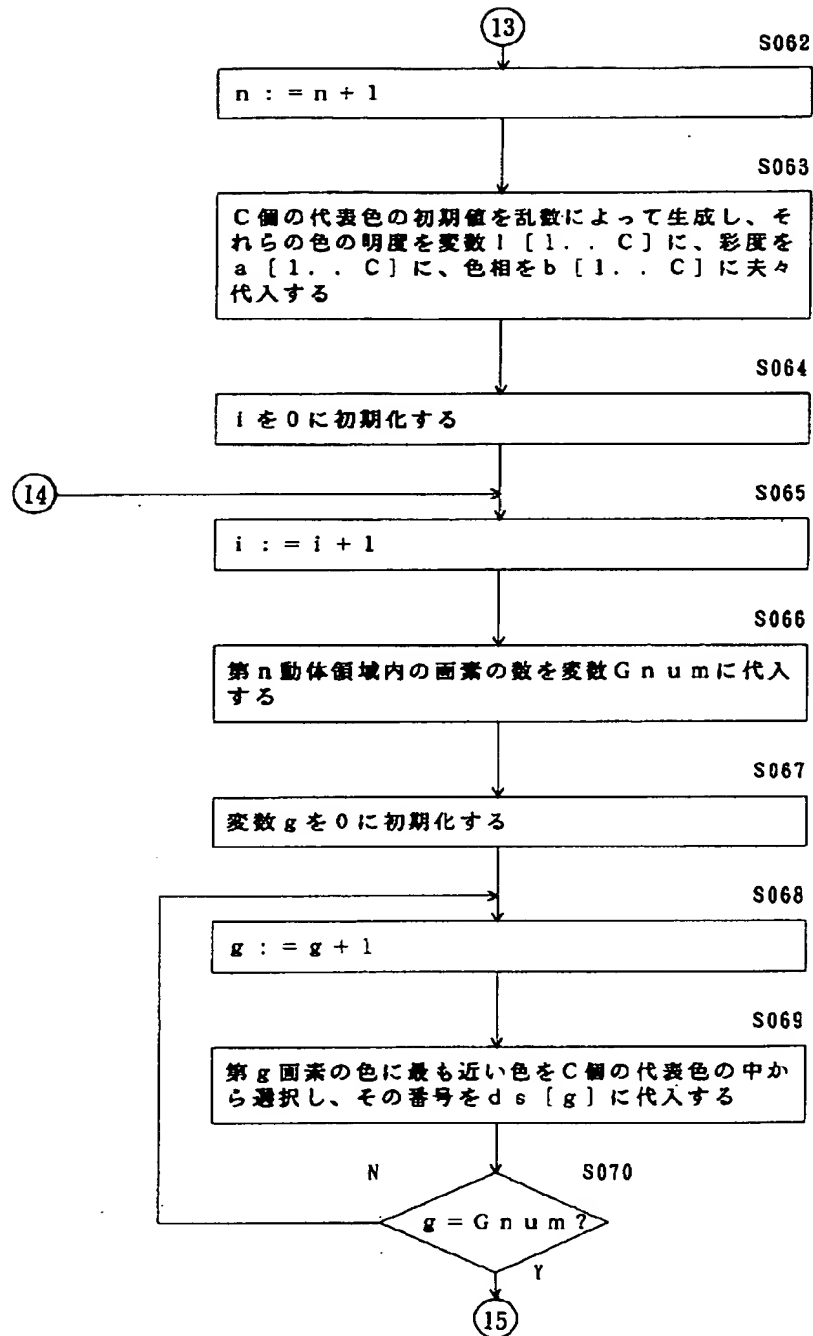 13
S062
n : = n + 1
S063
C個の代表色の初期値を乱数によって生成し、そ
れらの色の明度を変数l [1. . C] に、彩度を
a [1. . C] に、色相をb [1. . C] に夫々
代入する
S064
iを0に初期化する
14
S065
i : = i + 1
S066
第n動体領域内の画素の数を変数Gnumに代入
する
S067
変数gを0に初期化する
S068
g : = g + 1
S069
第g画素の色に最も近い色をC個の代表色の中か
ら選択し、その番号をds [g] に代入する
N
S070
g = G n u m ?
Y
15